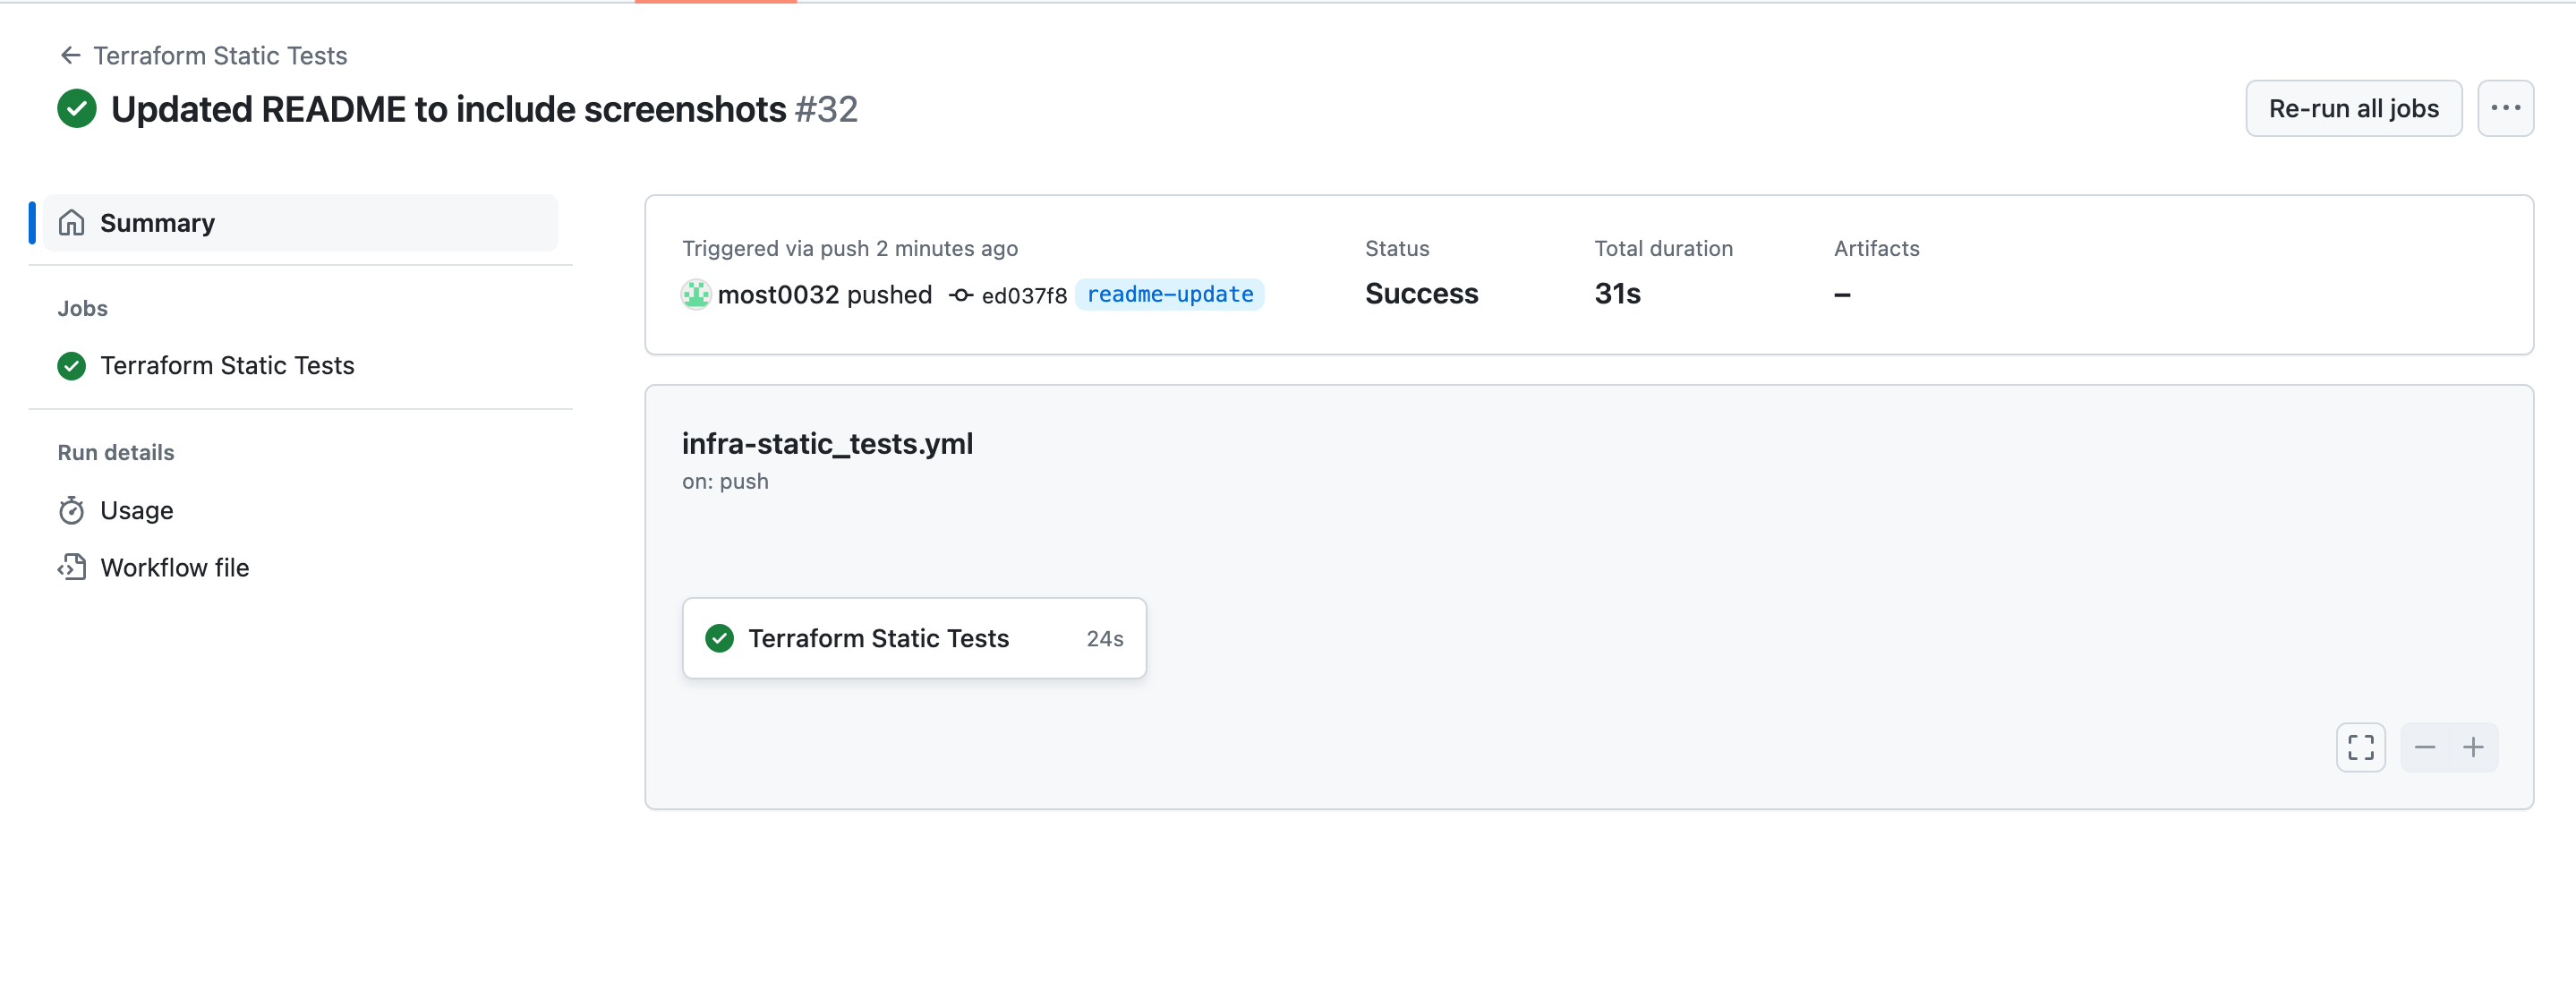 Terraform Static Tests
Updated README to include screenshots #32
Re-run all jobs
Summary
Jobs
Terraform Static Tests
Run details
Usage
Workflow file
Triggered via push 2 minutes ago
most0032 pushed ed037f8 readme-update
Status
Success
Total duration
31s
Artifacts
–
infra-static_tests.yml
on: push
Terraform Static Tests 24s